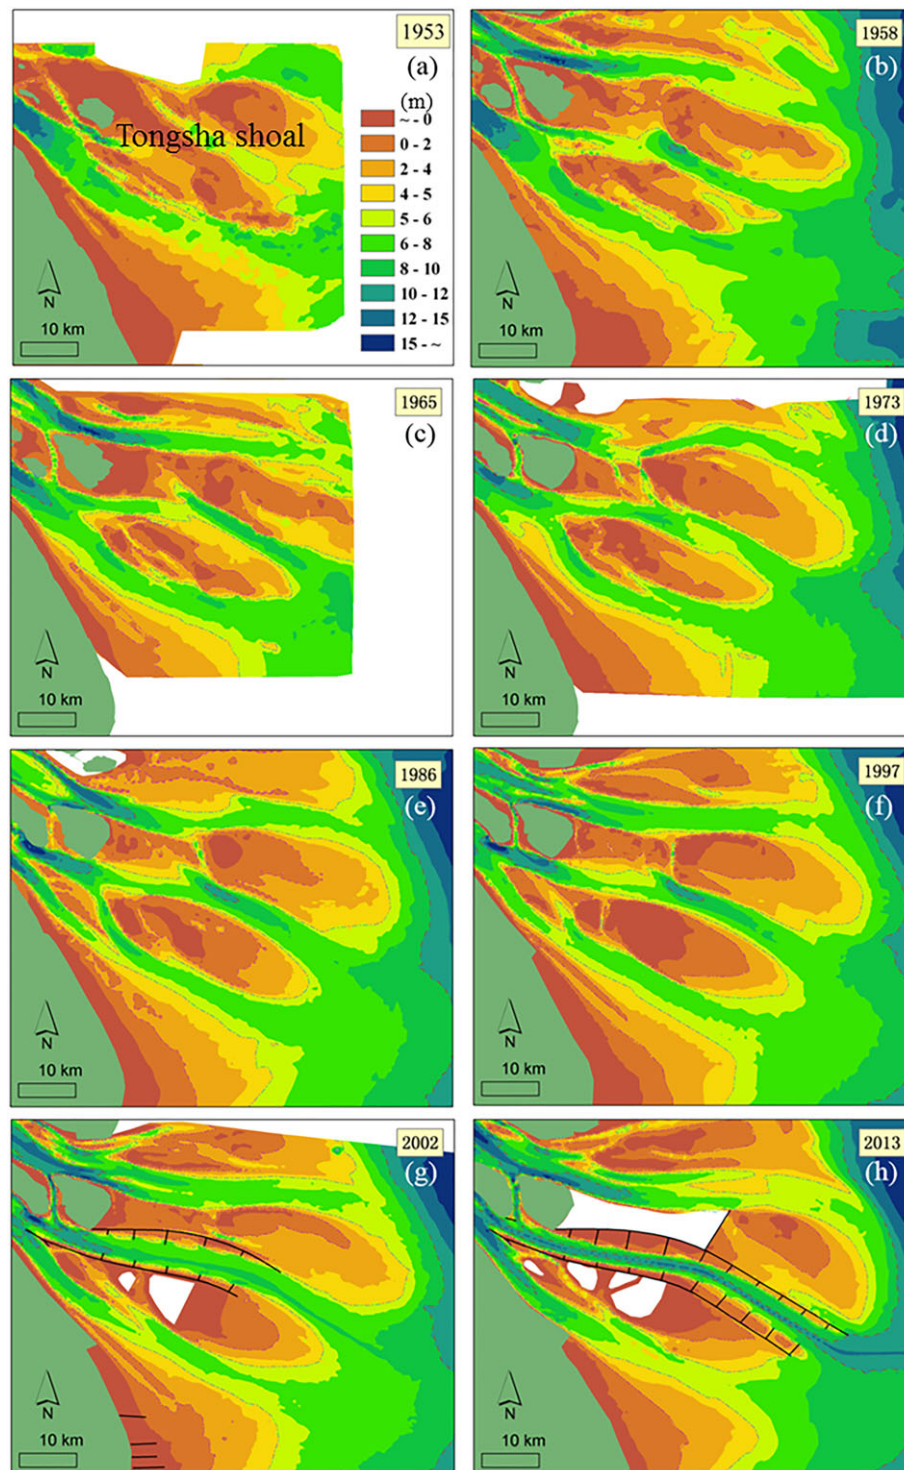 1953
(a)
(m)
Tongsha shoal
~ - 0
0 - 2
2 - 4
4 - 5
5 - 6
6 - 8
8 - 10
10 - 12
12 - 15
15 - ~
N
10 km
1958
(b)
N
10 km
1965
(c)
N
10 km
1973
(d)
N
10 km
1986
(e)
N
10 km
1997
(f)
N
10 km
2002
(g)
N
10 km
2013
(h)
N
10 km